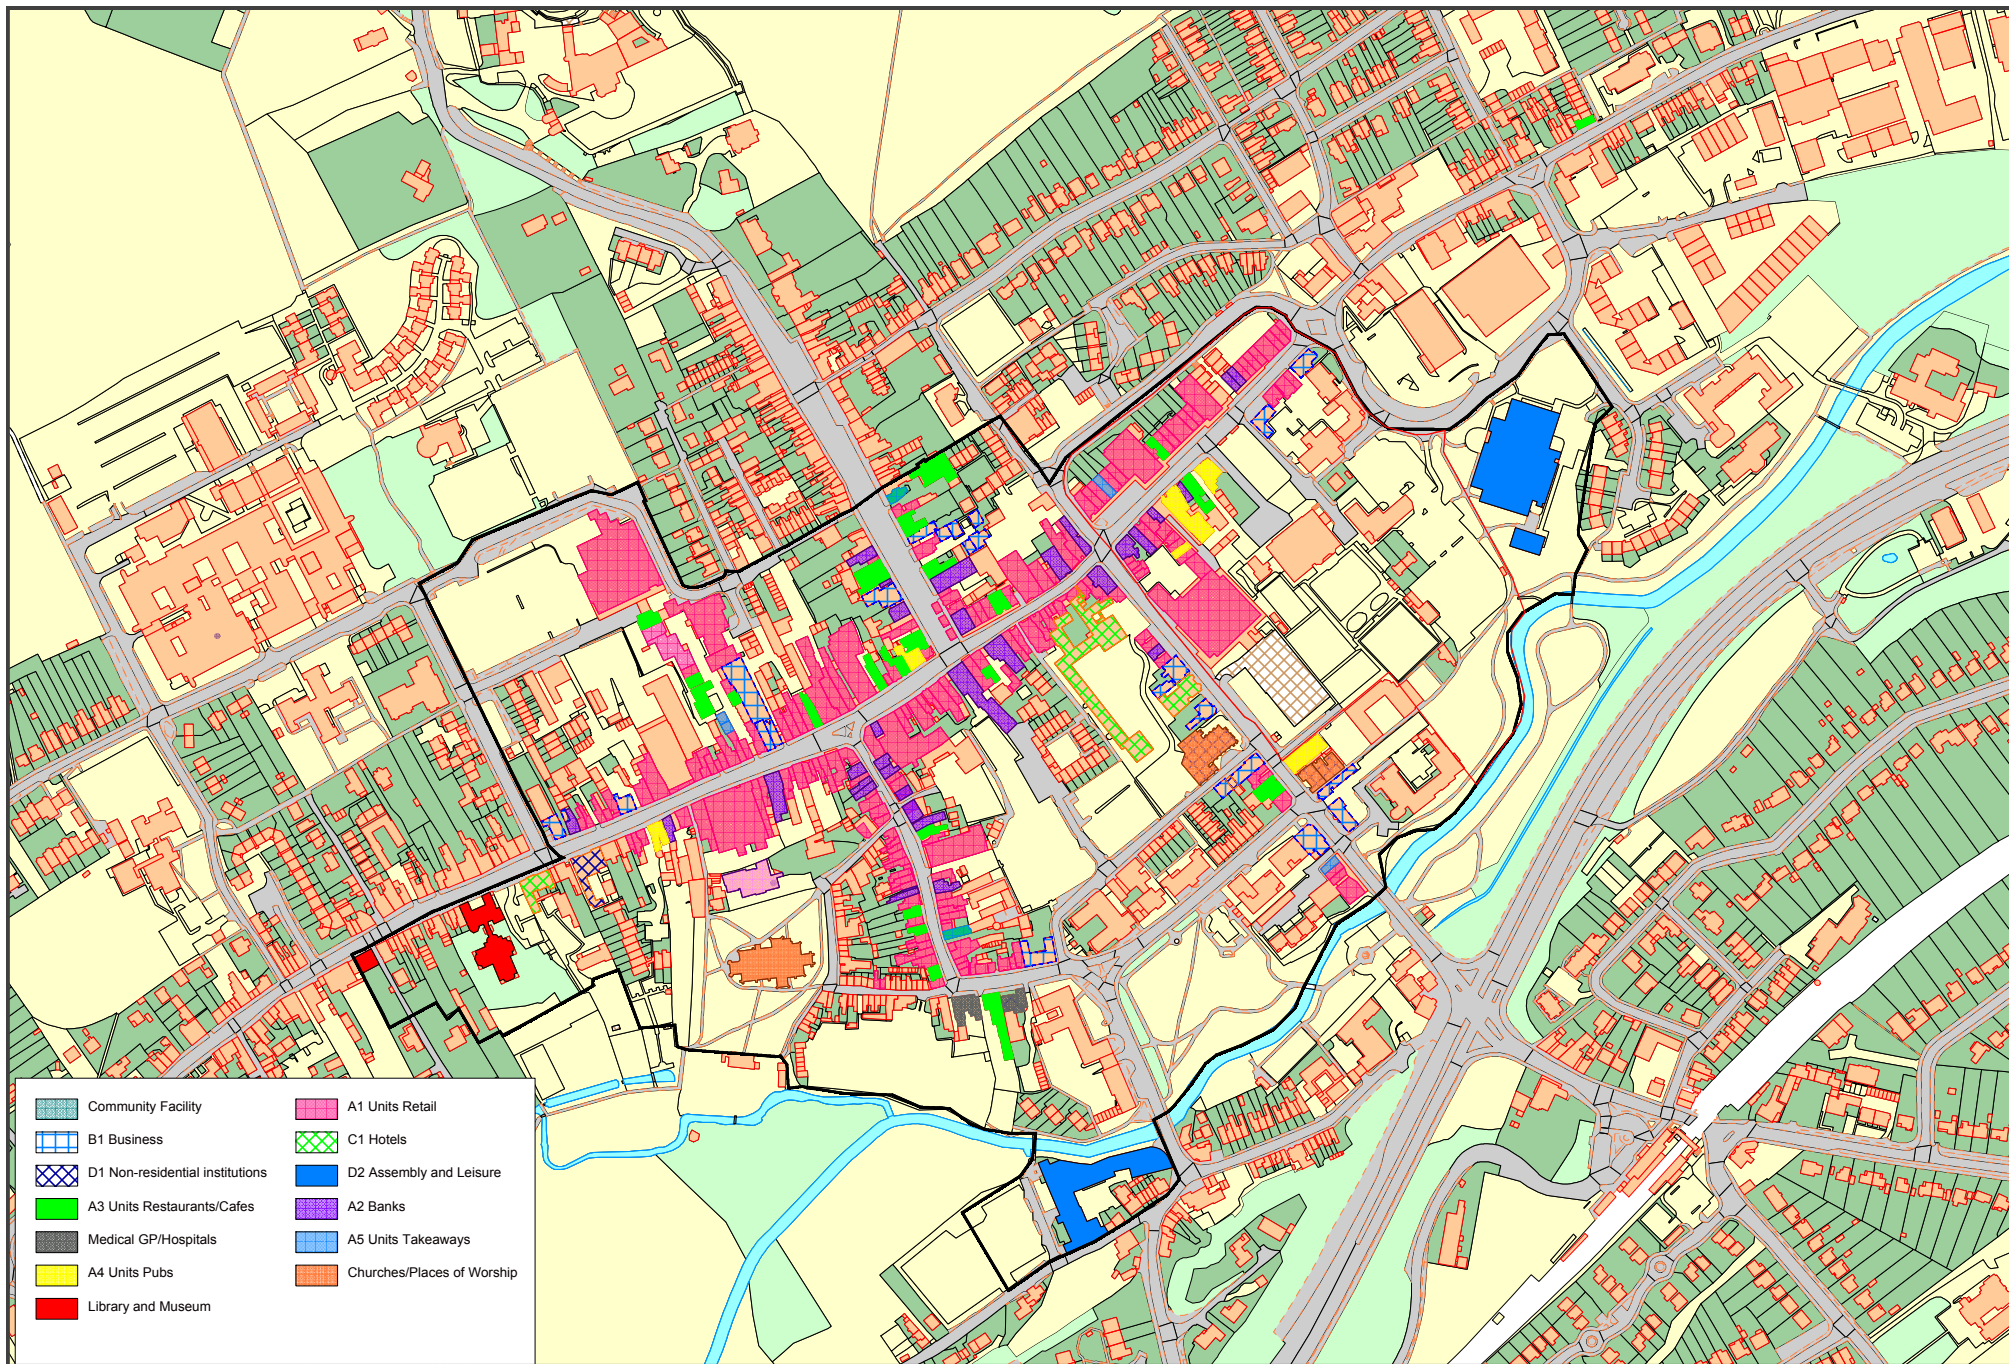 Community Facility
B1 Business
D1 Non-residential institutions
A3 Units Restaurants/Cafes
Medical GP/Hospitals
A4 Units Pubs
Library and Museum
A1 Units Retail
C1 Hotels
D2 Assembly and Leisure
A2 Banks
A5 Units Takeaways
Churches/Places of Worship